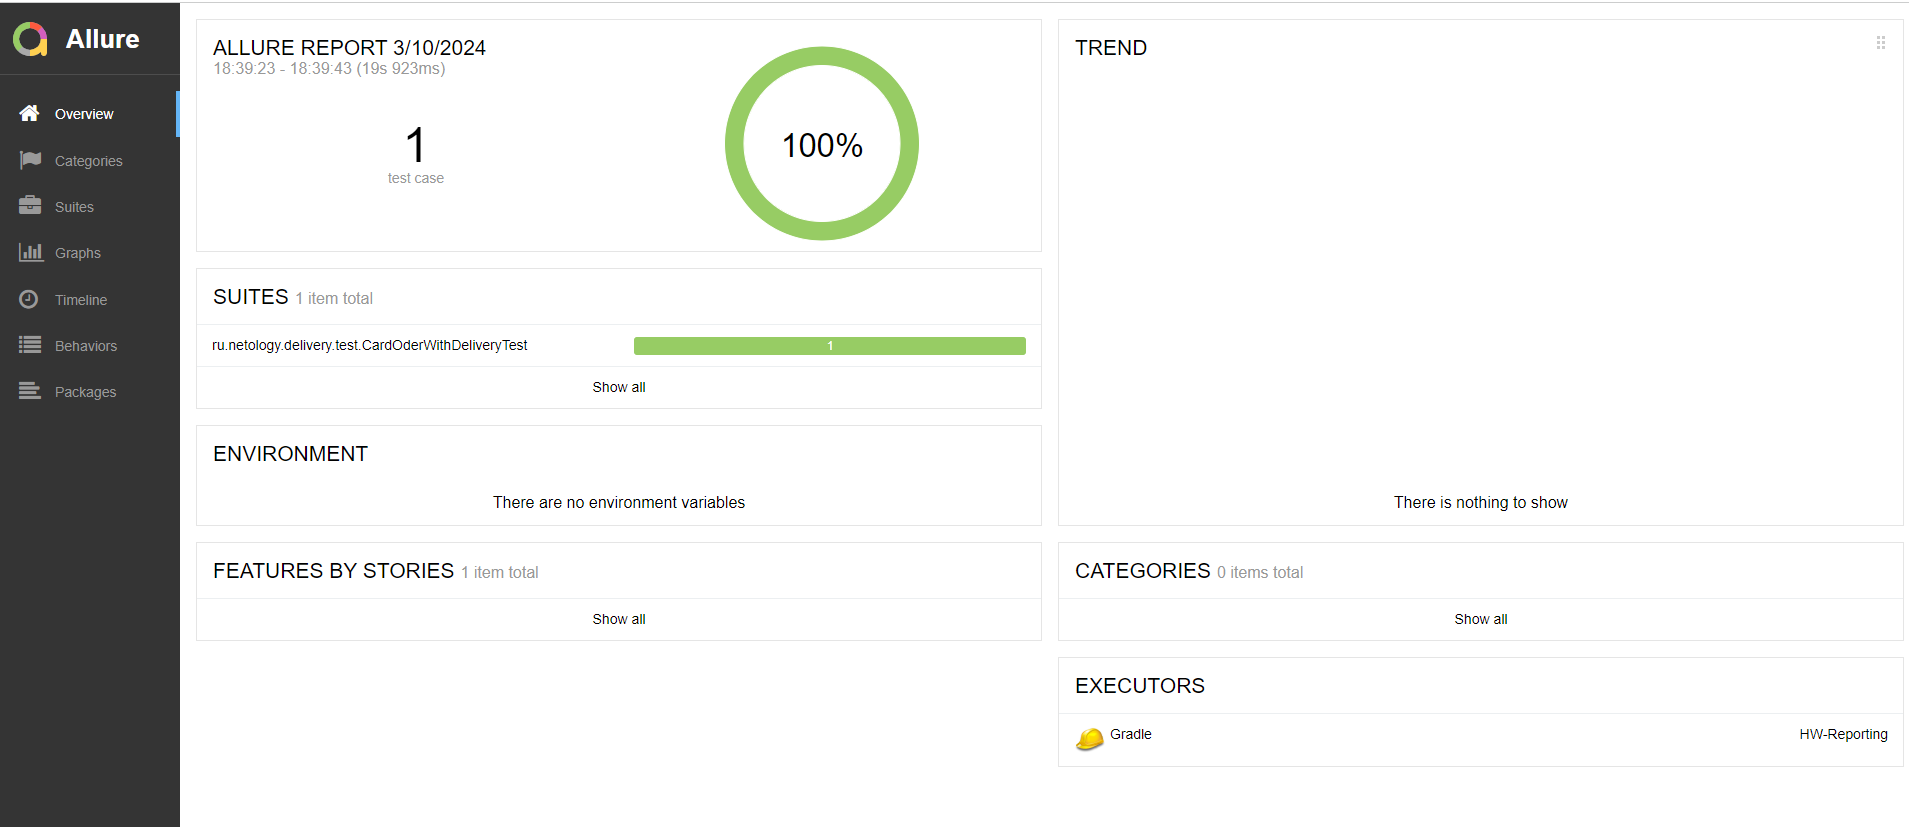 Allure
Overview
Categories
Suites
Graphs
Timeline
Behaviors
Packages
ALLURE REPORT 3/10/2024
18:39:23 - 18:39:43 (19s 923ms)
1
test case
100%
SUITES 1 item total
ru.netology.delivery.test.CardOderWithDeliveryTest 1
Show all
ENVIRONMENT
There are no environment variables
FEATURES BY STORIES 1 item total
Show all
TREND
There is nothing to show
CATEGORIES 0 items total
Show all
EXECUTORS
Gradle HW-Reporting